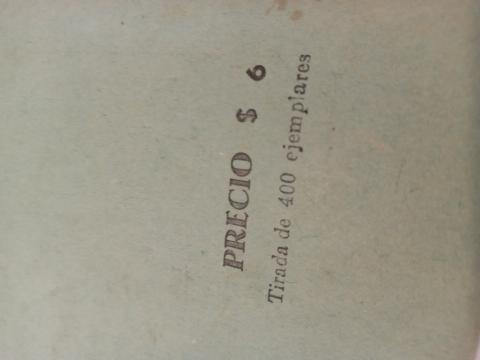 PRECIO $ 6
Tirada de 400 ejemplares